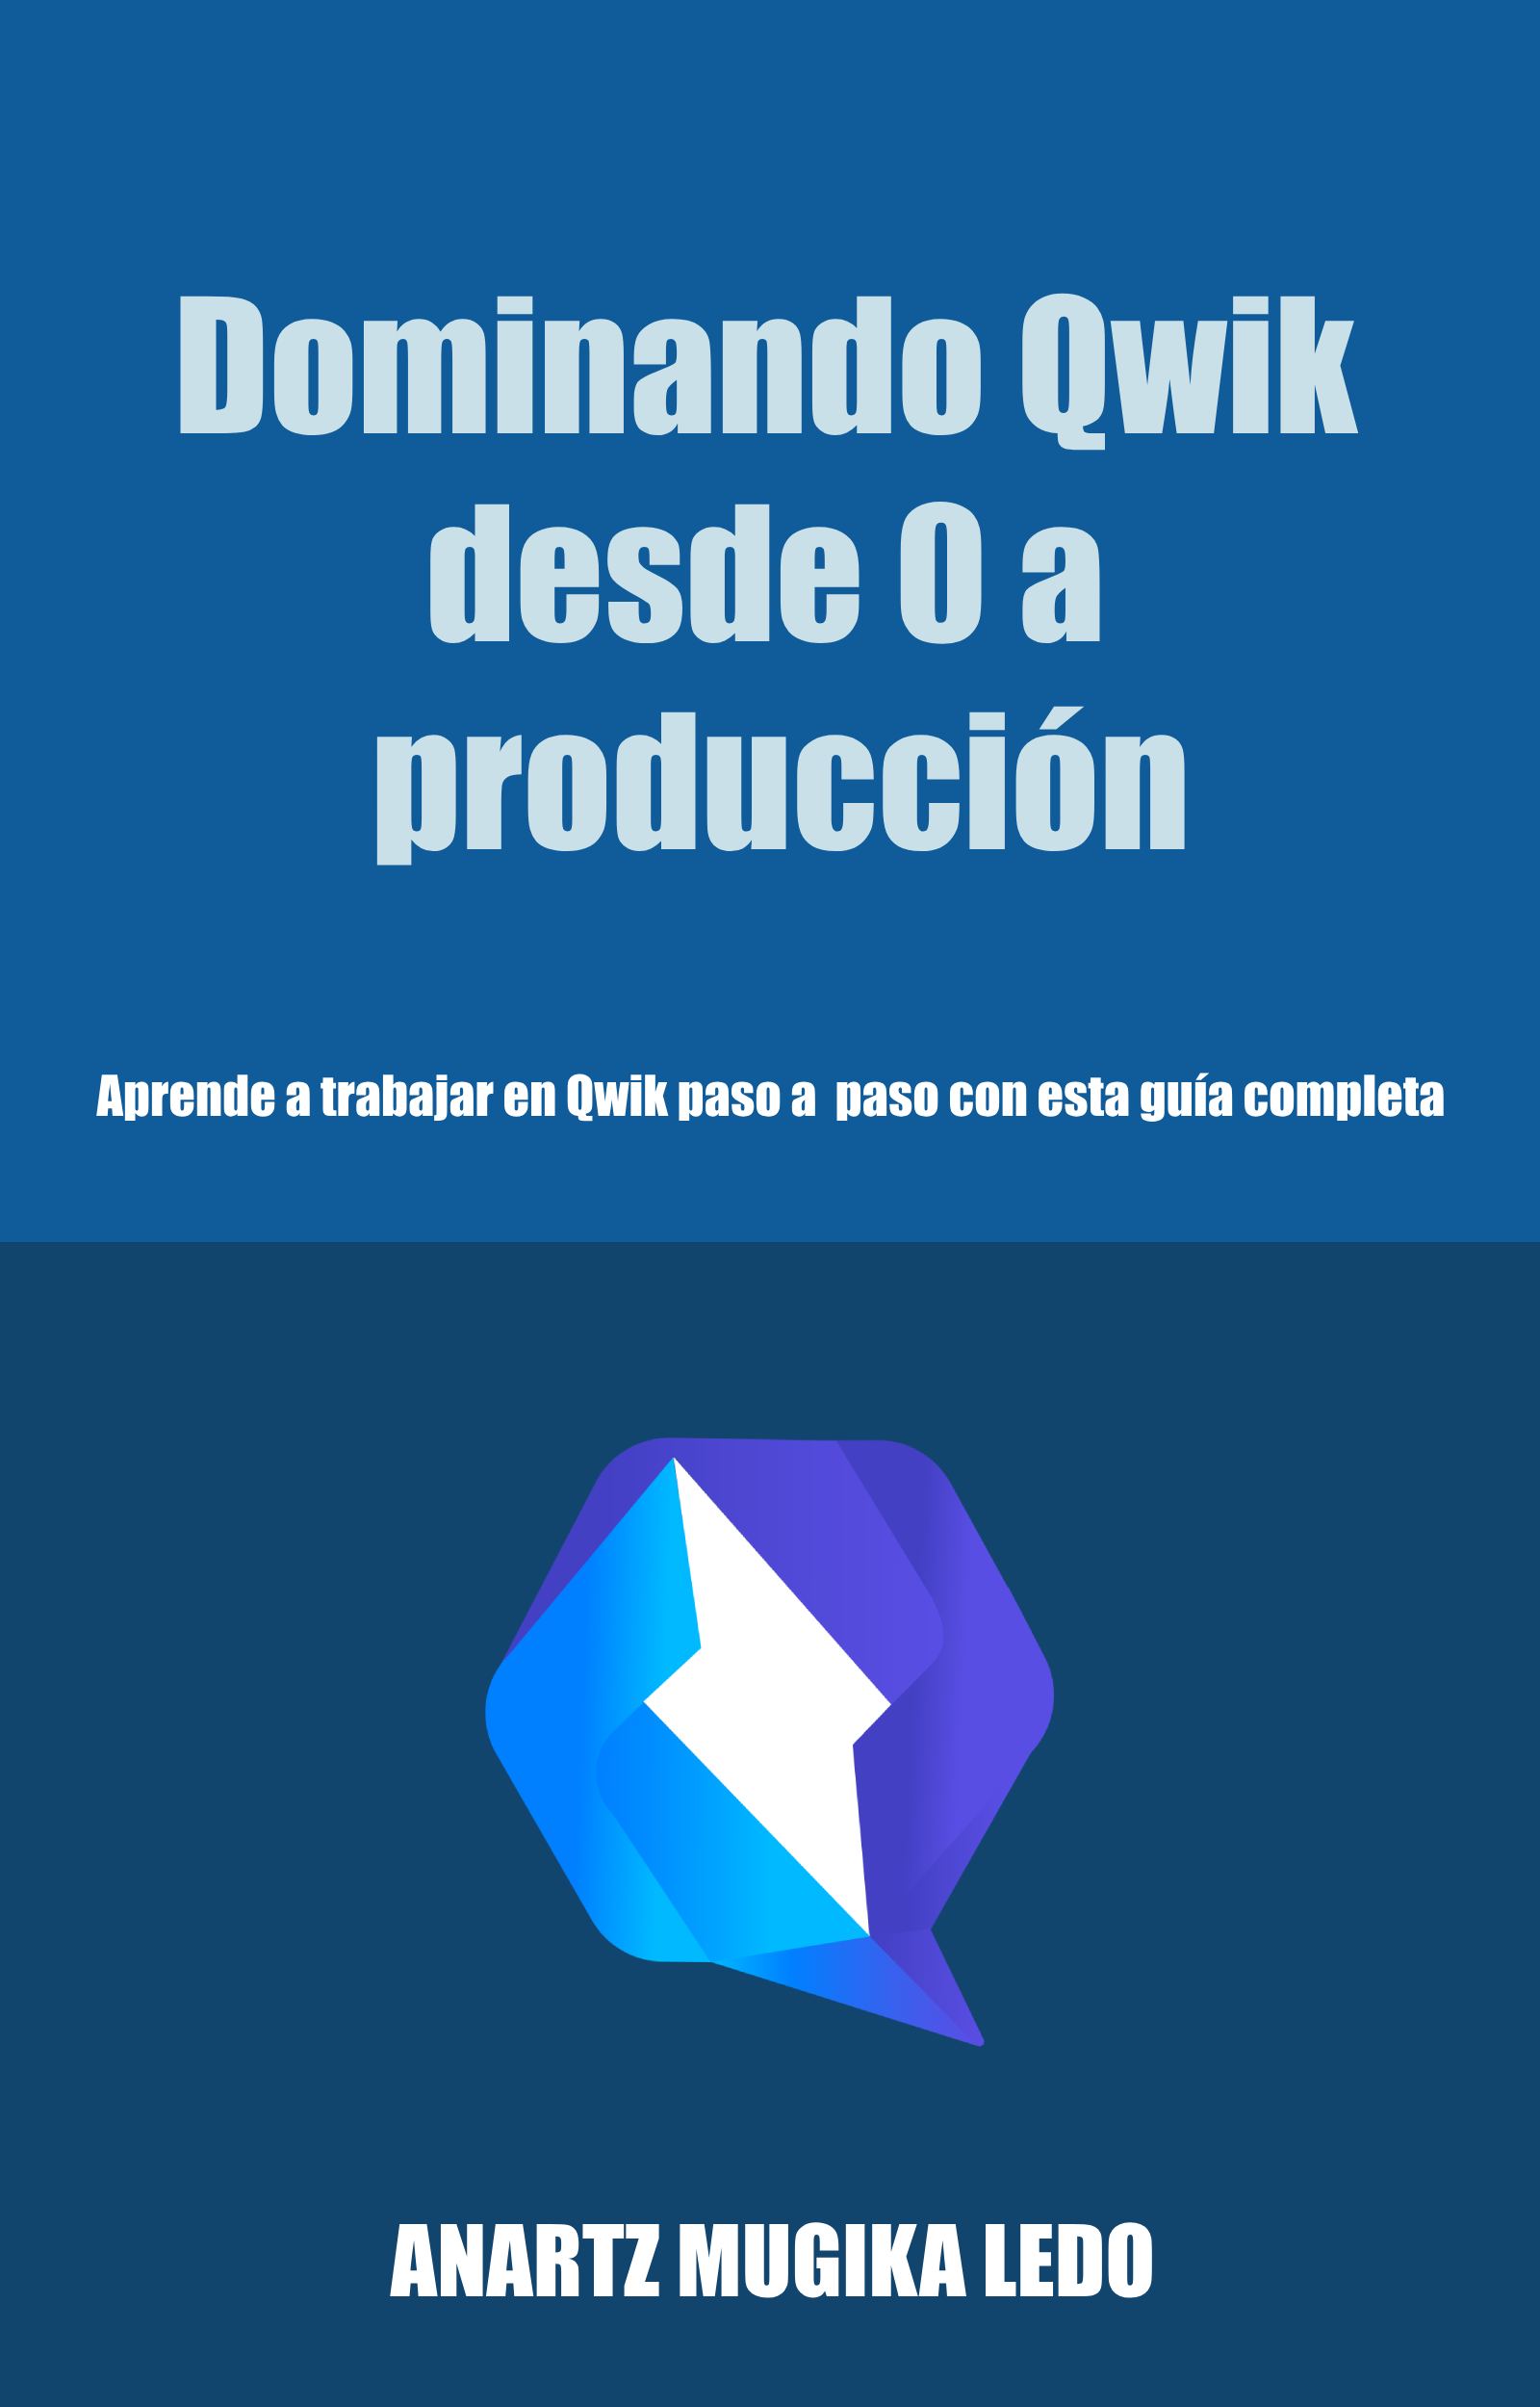 Dominando Qwik
desde 0 a
producción
Aprende a trabajar en Qwik paso a  paso con esta guía completa
ANARTZ MUGIKA LEDO